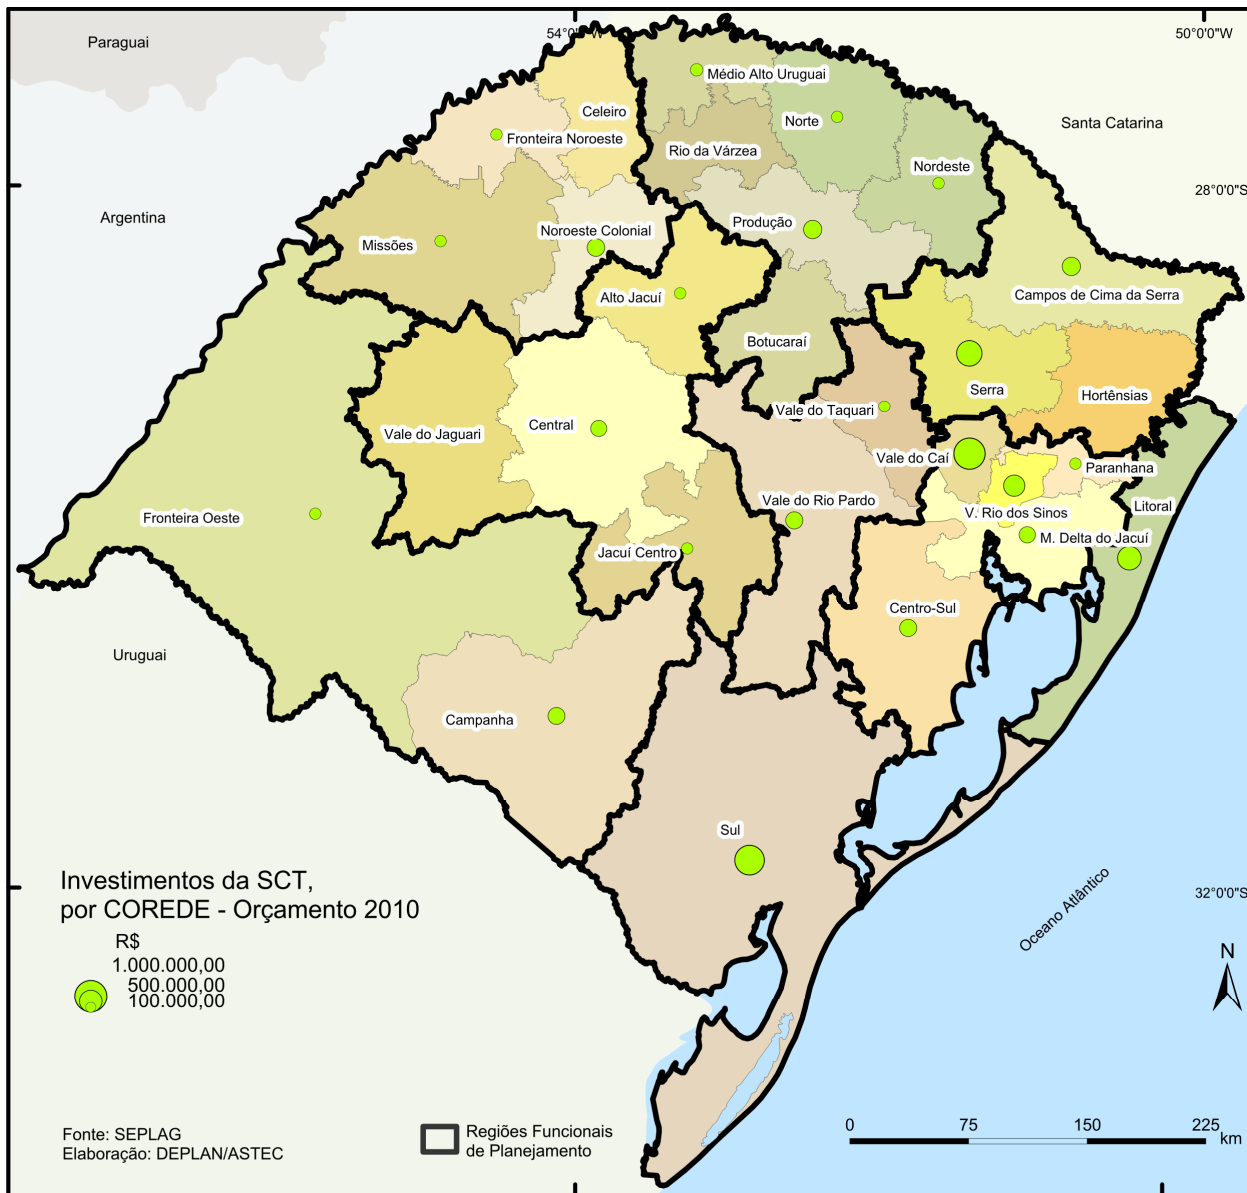 Paraguai
54°0'0"W
50°0'0"W
Médio Alto Uruguai
Celeiro
Norte
Santa Catarina
Fronteira Noroeste
Rio da Várzea
Nordeste
28°0'0"S
Argentina
Produção
Noroeste Colonial
Missões
Alto Jacuí
Campos de Cima da Serra
Botucaraí
Serra
Hortênsias
Vale do Taquari
Central
Vale do Jaguari
Vale do Caí
Paranhana
Vale do Rio Pardo
Litoral
V. Rio dos Sinos
Fronteira Oeste
M. Delta do Jacuí
Jacuí Centro
Centro-Sul
Uruguai
Campanha
Sul
Investimentos da SCT,
por COREDE - Orçamento 2010
R$
1.000.000,00
500.000,00
100.000,00
32°0'0"S
Oceano Atlântico
N
Fonte: SEPLAG
Elaboração: DEPLAN/ASTEC
Regiões Funcionais
de Planejamento
0 75 150 225
km